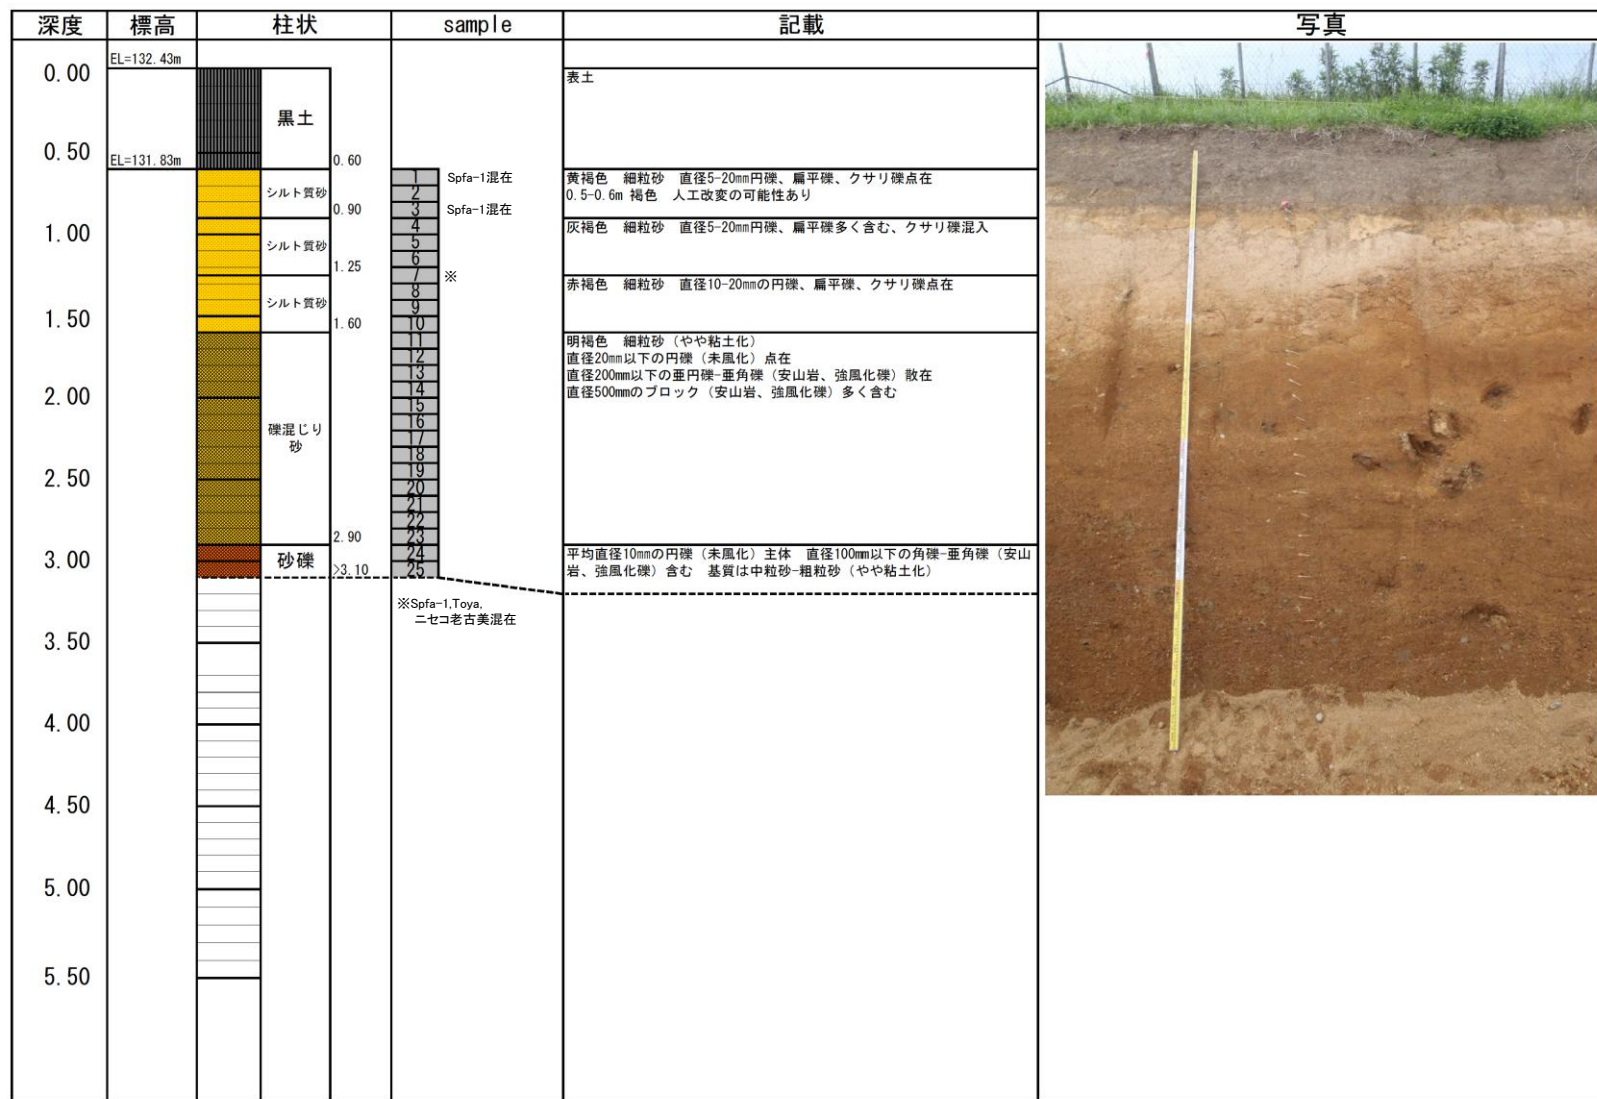 深度 標高 柱状 sample 記載 写真
EL=132.43m
0.00 表土
黒土
0.50
EL=131.83m 0.60
1 Spfa-1混在 黄褐色 細粒砂 直径5-20mm円礫、扁平礫、クサリ礫点在
シルト質砂 2 0.5-0.6m 褐色 人工改変の可能性あり
0.90 3 Spfa-1混在
4 灰褐色 細粒砂 直径5-20mm円礫、扁平礫多く含む、クサリ礫混入
1.00
シルト質砂 5
6
1.25
7 ※
8 赤褐色 細粒砂 直径10-20mmの円礫、扁平礫、クサリ礫点在
シルト質砂 9
1.50 1.60 10
11 明褐色 細粒砂（やや粘土化）
12 直径20mm以下の円礫（未風化）点在
13 直径200mm以下の亜円礫-亜角礫（安山岩、強風化礫）散在
14 直径500mmのブロック（安山岩、強風化礫）多く含む
2.00
15
16
礫混じり
砂
17
18
19
2.50
20
21
22
2.90 23
24 平均直径10mmの円礫（未風化）主体 直径100mm以下の角礫-亜角礫（安山
3.00 砂礫
>3.10 25 岩、強風化礫）含む 基質は中粒砂-粗粒砂（やや粘土化）
※Spfa-1,Toya,
ニセコ老古美混在
3.50
4.00
4.50
5.00
5.50